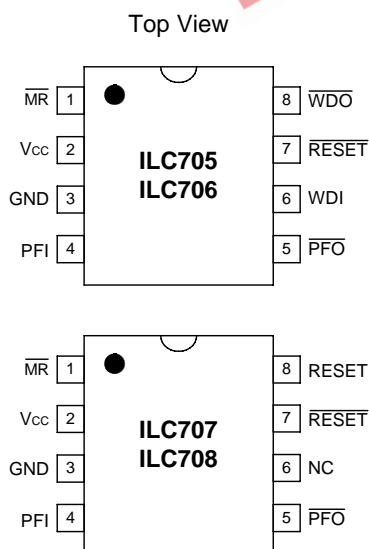 Top View
MR 1 8 WDO
Vcc 2 7 RESET
ILC705
ILC706
GND 3 6 WDI
PFI 4 5 PFO
MR 1 8 RESET
Vcc 2 7 RESET
ILC707
ILC708
GND 3 6 NC
PFI 4 5 PFO